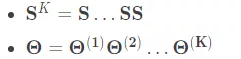 • S^K = S … SS
• Θ = Θ^(1)Θ^(2) … Θ^(K)